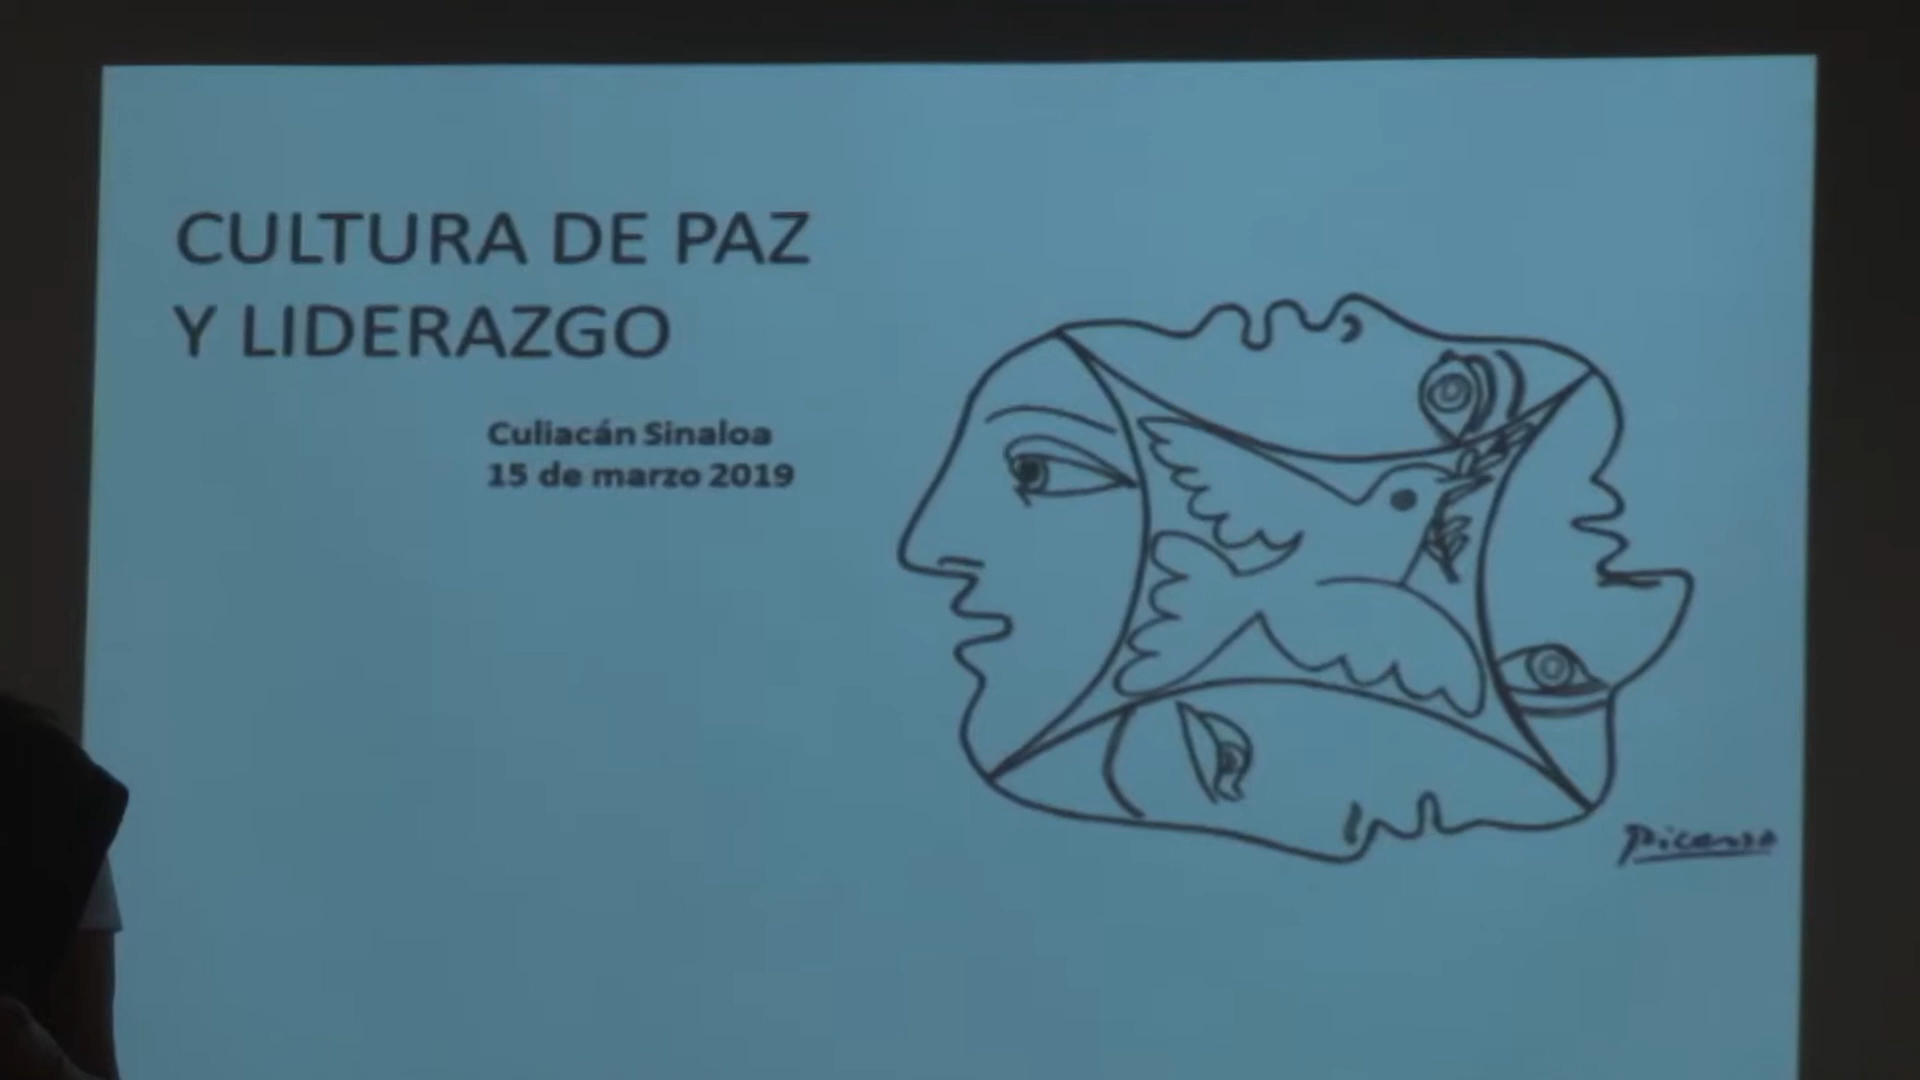 CULTURA DE PAZ
Y LIDERAZGO
Culiacán Sinaloa
15 de marzo 2019
Picasso